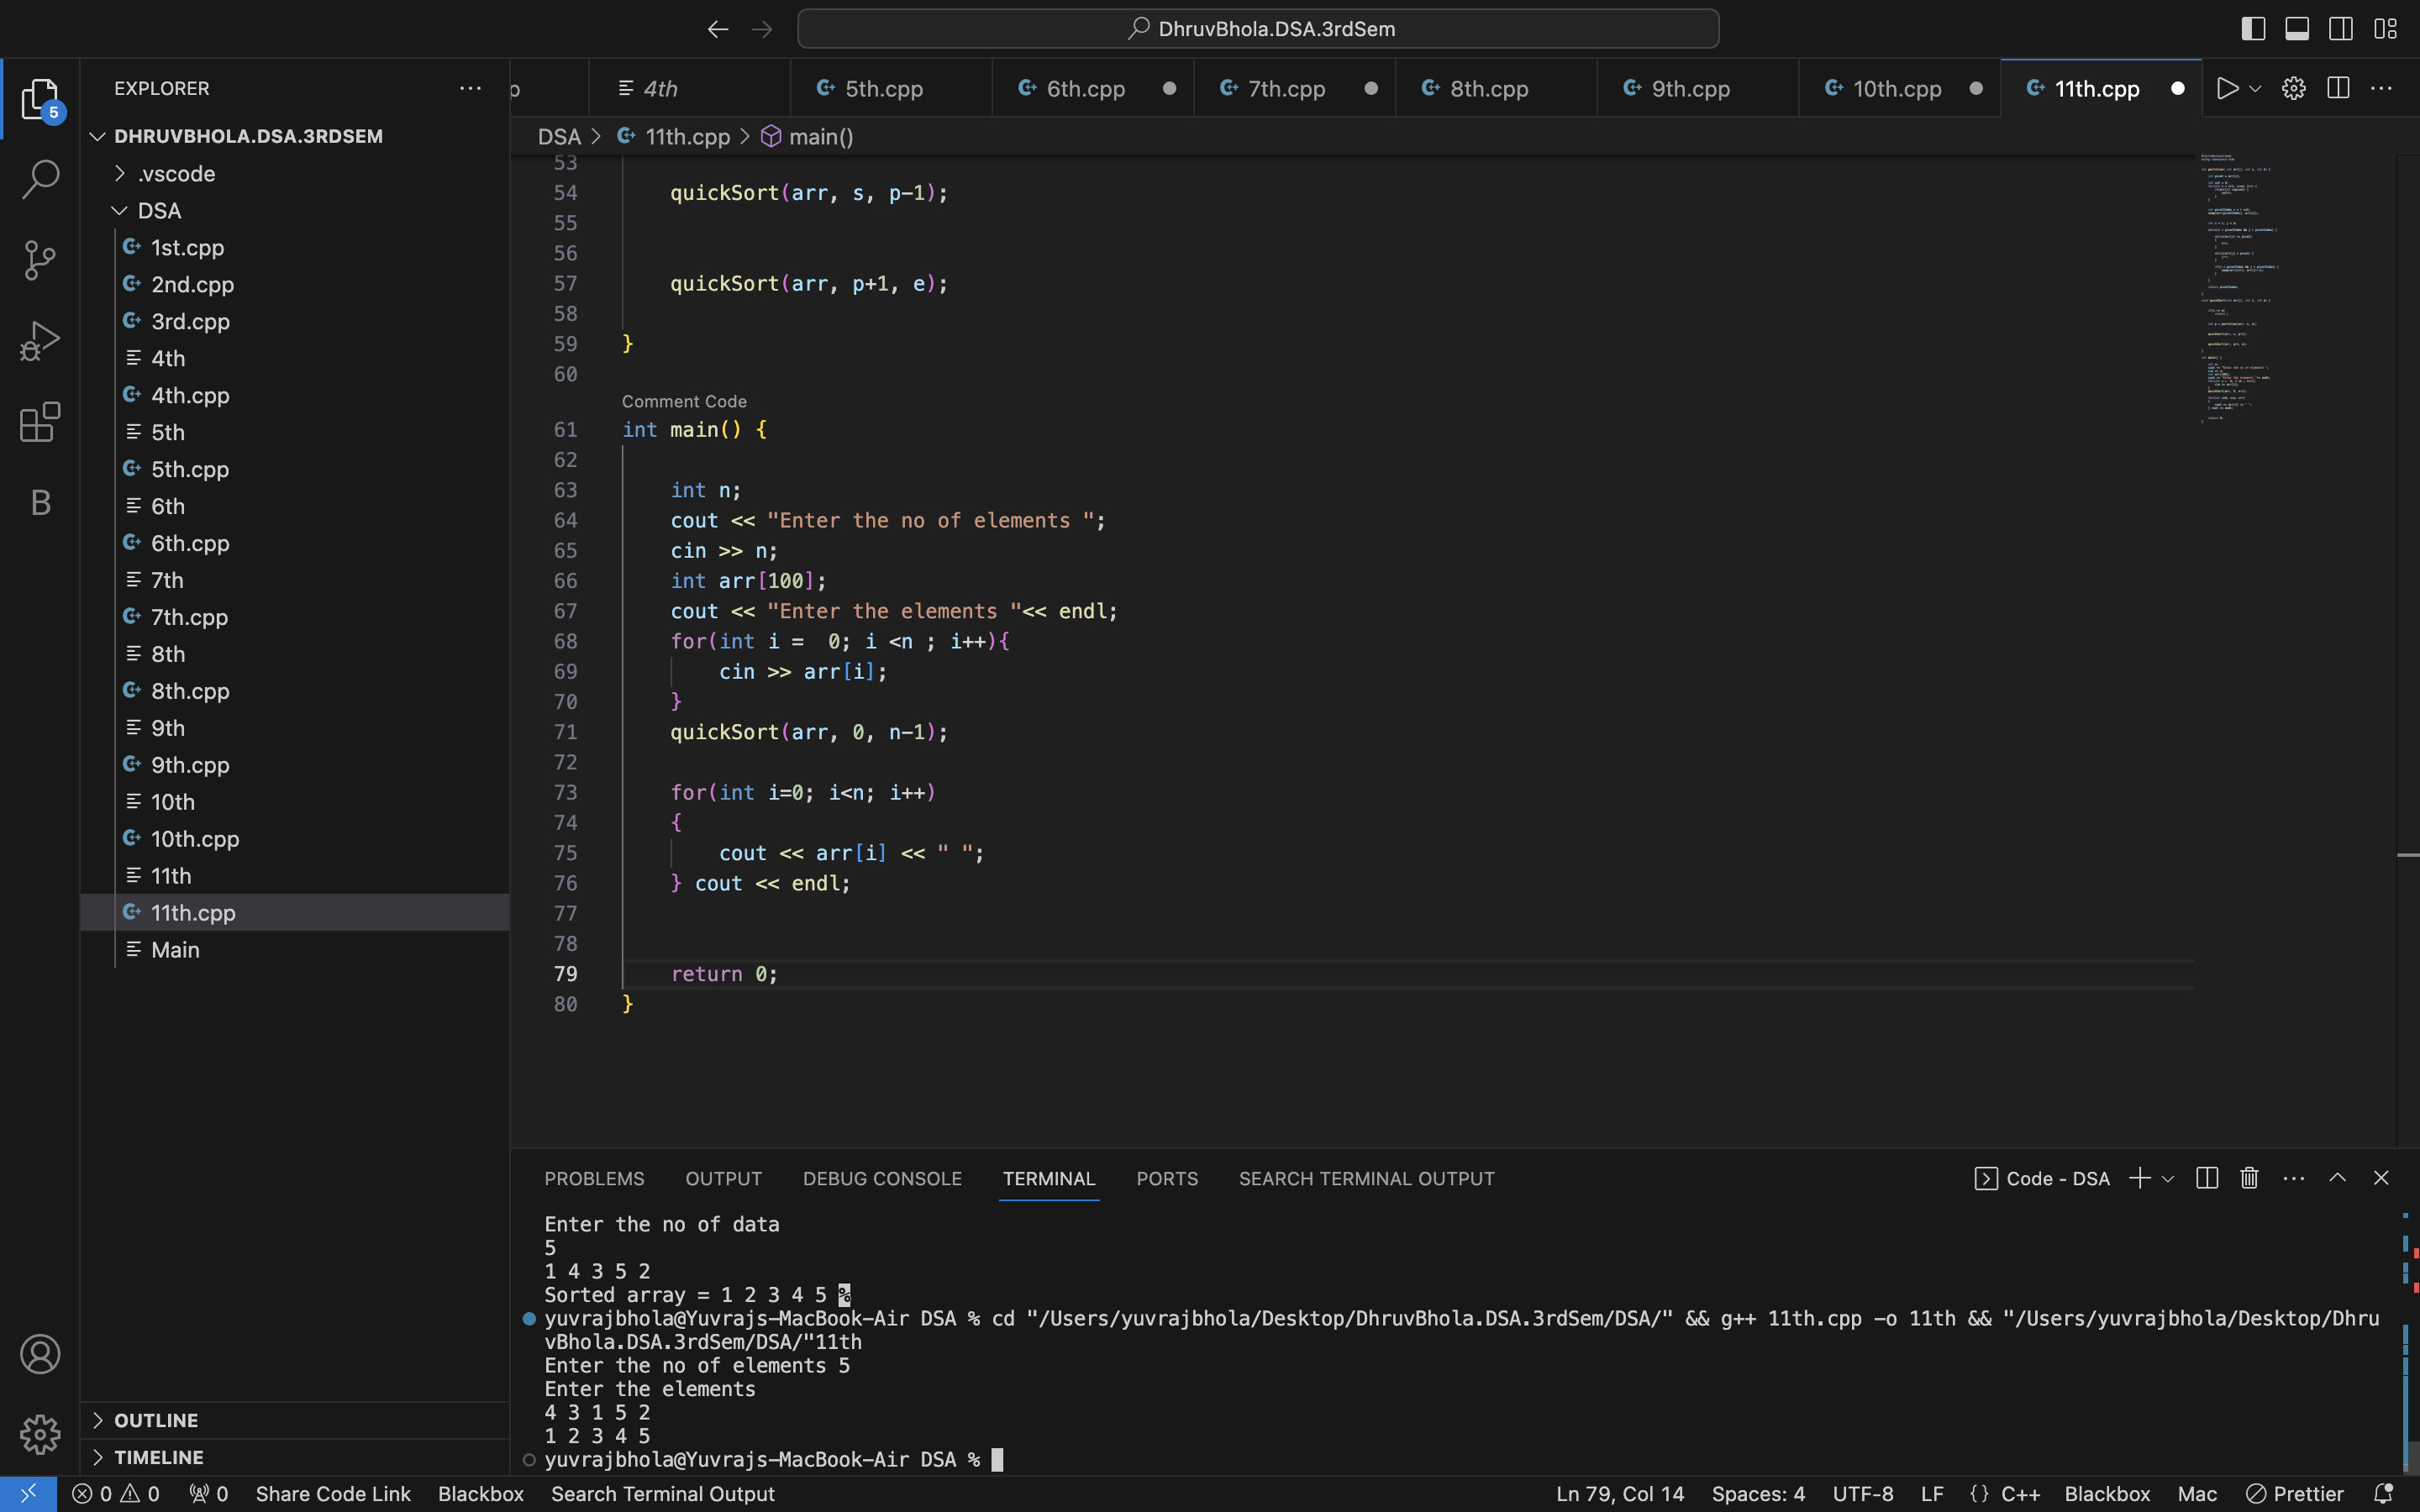 DhruvBhola.DSA.3rdSem
EXPLORER
DHRUVBHOLA.DSA.3RDSEM
.vscode
DSA
1st.cpp
2nd.cpp
3rd.cpp
4th
4th.cpp
5th
5th.cpp
6th
6th.cpp
7th
7th.cpp
8th
8th.cpp
9th
9th.cpp
10th
10th.cpp
11th
11th.cpp
Main
OUTLINE
TIMELINE
5
B
p 4th 5th.cpp 6th.cpp 7th.cpp 8th.cpp 9th.cpp 10th.cpp 11th.cpp
DSA > 11th.cpp > main()
53
54 quickSort(arr, s, p-1);
55
56
57 quickSort(arr, p+1, e);
58
59 }
60
Comment Code
61 int main() {
62
63 int n;
64 cout << "Enter the no of elements ";
65 cin >> n;
66 int arr[100];
67 cout << "Enter the elements "<< endl;
68 for(int i =  0; i <n ; i++){
69 cin >> arr[i];
70 }
71 quickSort(arr, 0, n-1);
72
73 for(int i=0; i<n; i++)
74 {
75 cout << arr[i] << " ";
76 } cout << endl;
77
78
79 return 0;
80 }
PROBLEMS OUTPUT DEBUG CONSOLE TERMINAL PORTS SEARCH TERMINAL OUTPUT Code - DSA
Enter the no of data
5
1 4 3 5 2
Sorted array = 1 2 3 4 5 %
yuvrajbhola@Yuvrajs-MacBook-Air DSA % cd "/Users/yuvrajbhola/Desktop/DhruvBhola.DSA.3rdSem/DSA/" && g++ 11th.cpp -o 11th && "/Users/yuvrajbhola/Desktop/Dhru
vBhola.DSA.3rdSem/DSA/"11th
Enter the no of elements 5
Enter the elements
4 3 1 5 2
1 2 3 4 5
yuvrajbhola@Yuvrajs-MacBook-Air DSA %
0 0 0 Share Code Link Blackbox Search Terminal Output Ln 79, Col 14 Spaces: 4 UTF-8 LF {} C++ Blackbox Mac Prettier